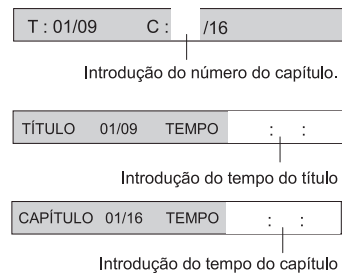 T : 01/09 C : /16
Introdução do número do capítulo.
TÍTULO 01/09 TEMPO : :
Introdução do tempo do título
CAPÍTULO 01/16 TEMPO : :
Introdução do tempo do capítulo